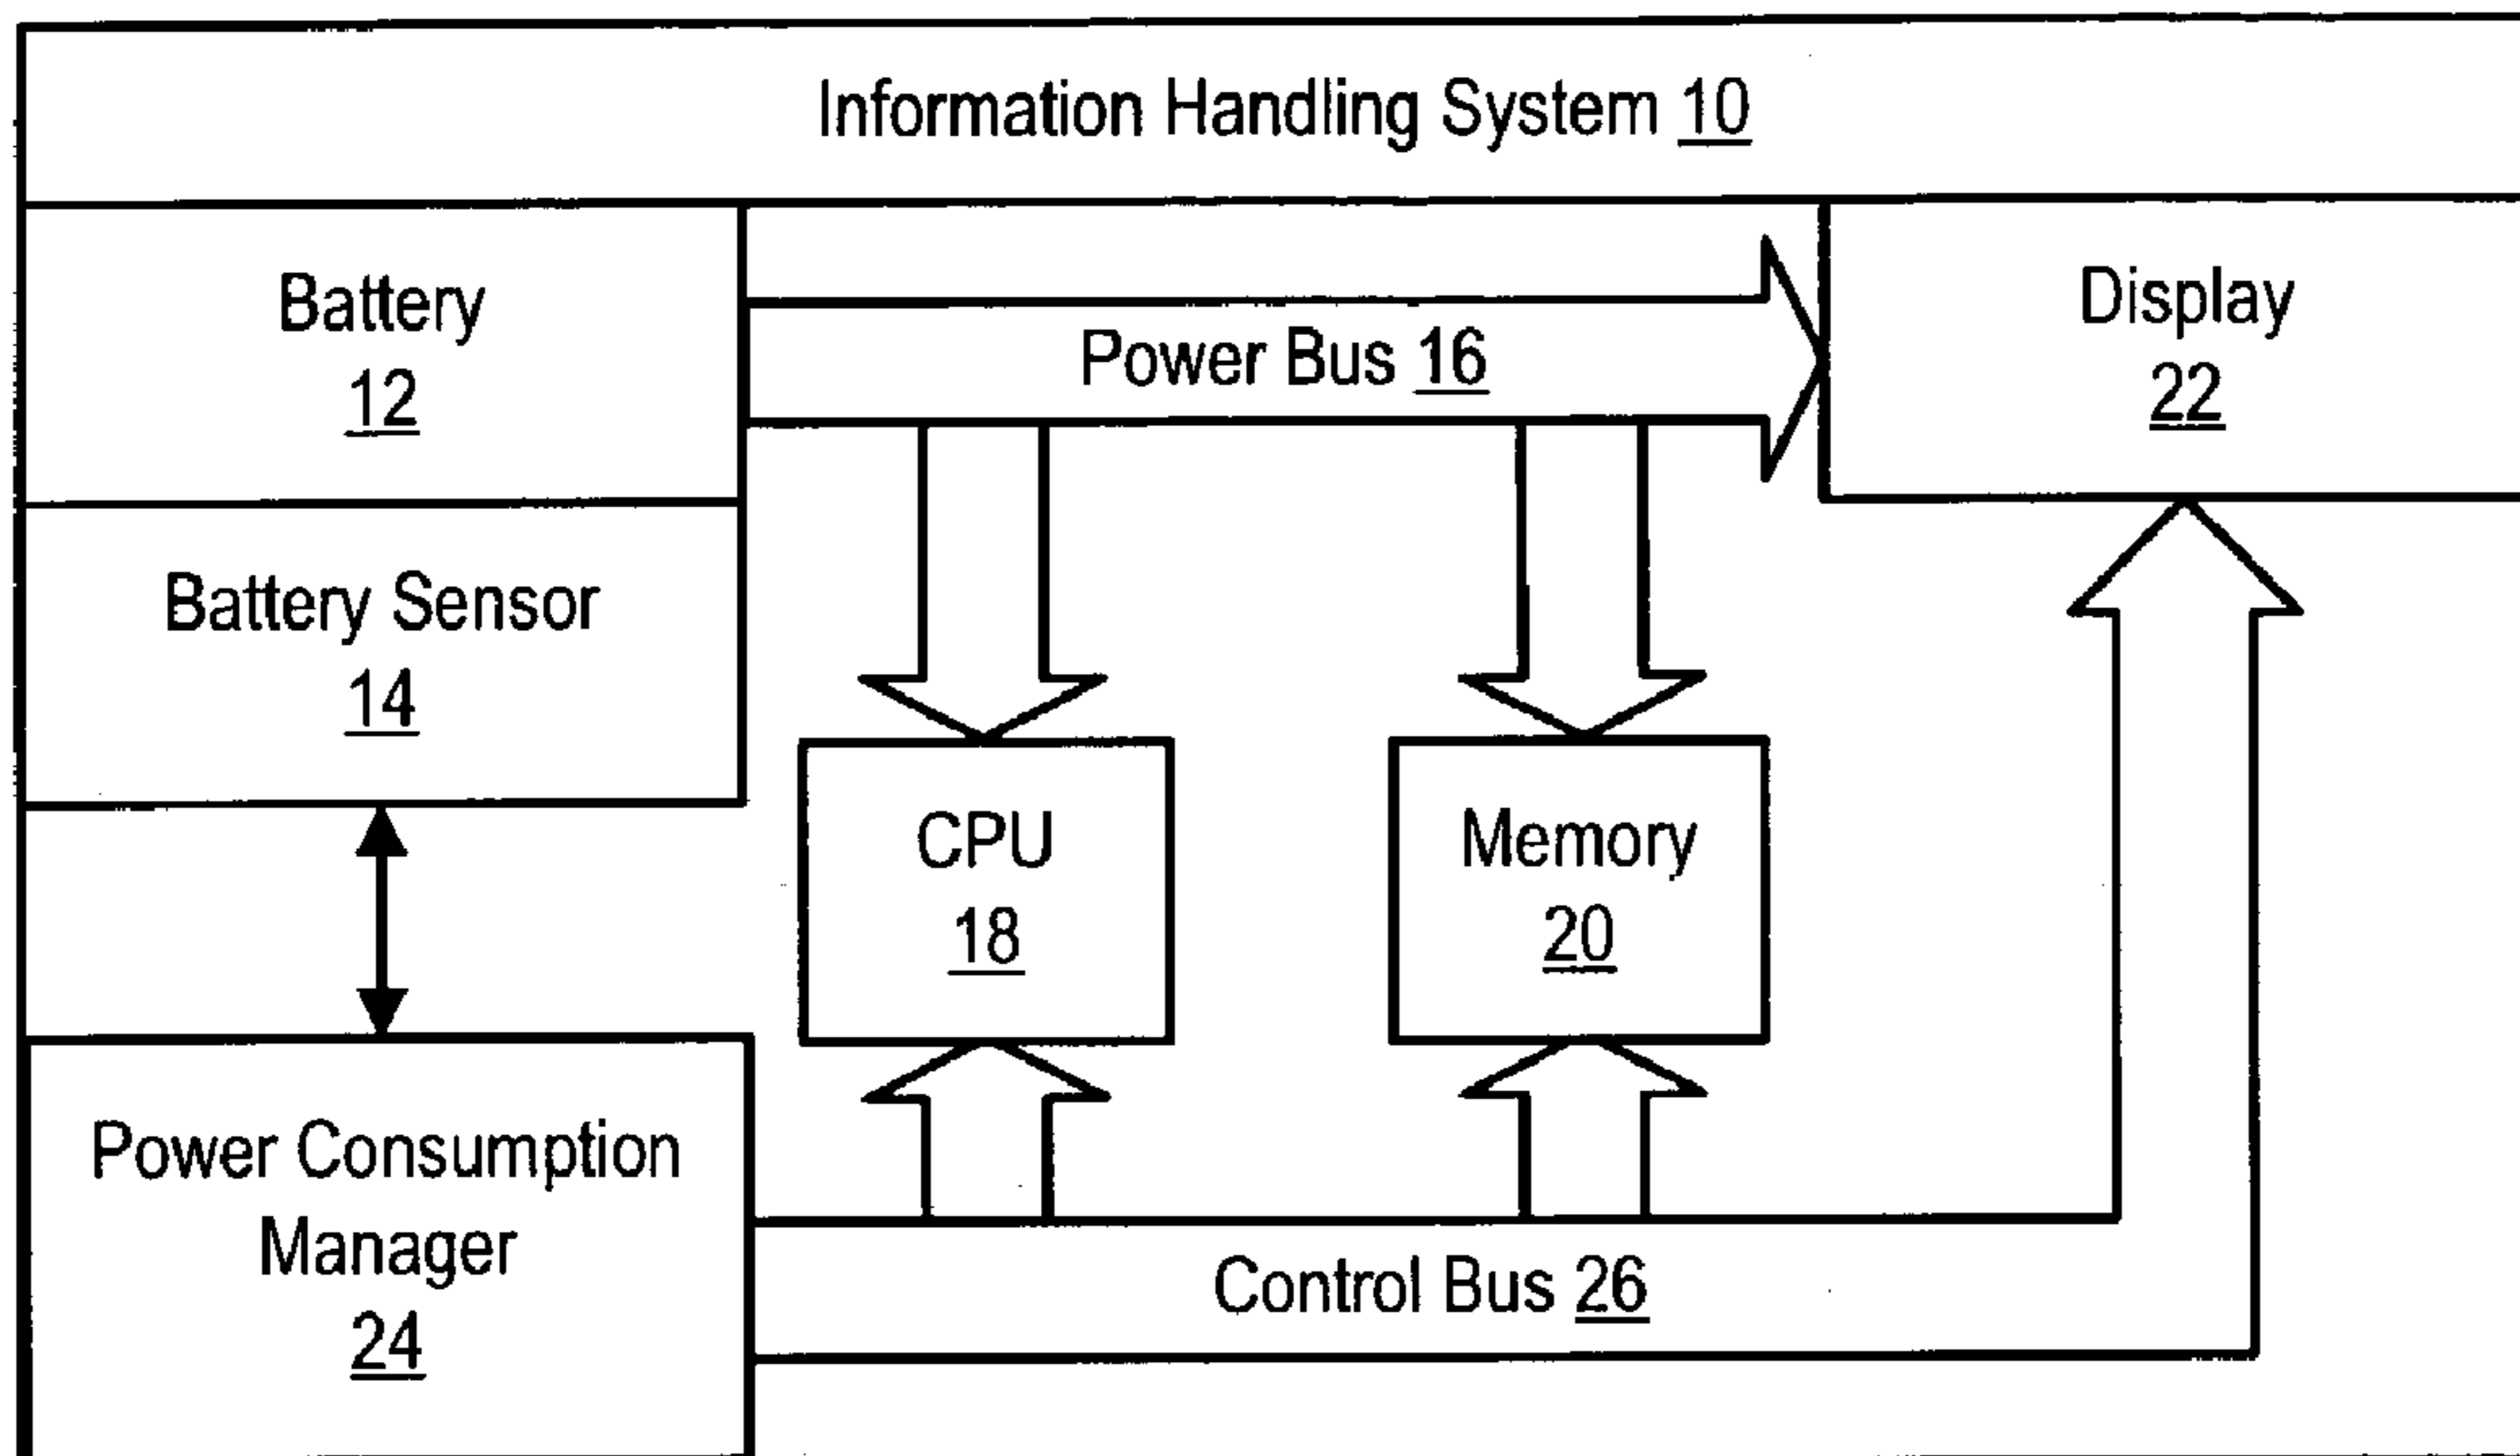 Information Handling System 10
Battery
12
Power Bus 16
Display
22
Battery Sensor
14
CPU
18
Memory
20
Power Consumption
Manager
24
Control Bus 26